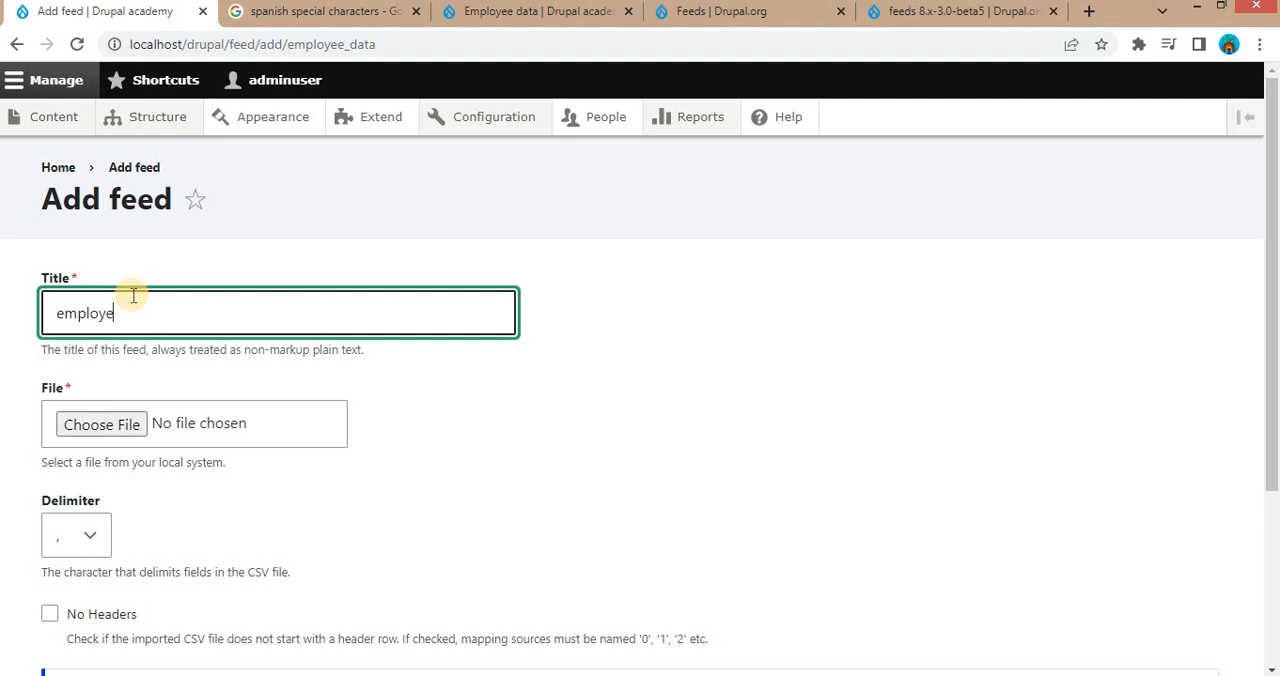 Add feed | Drupal academy
spanish special characters - Go
Employee data | Drupal acade
Feeds | Drupal.org
feeds 8.x-3.0-beta5 | Drupal.or
localhost/drupal/feed/add/employee_data
Manage
Shortcuts
adminuser
Content
Structure
Appearance
Extend
Configuration
People
Reports
Help
Home › Add feed
Add feed
Title*
employe
The title of this feed, always treated as non-markup plain text.
File*
Choose File No file chosen
Select a file from your local system.
Delimiter
,
The character that delimits fields in the CSV file.
No Headers
Check if the imported CSV file does not start with a header row. If checked, mapping sources must be named '0', '1', '2' etc.